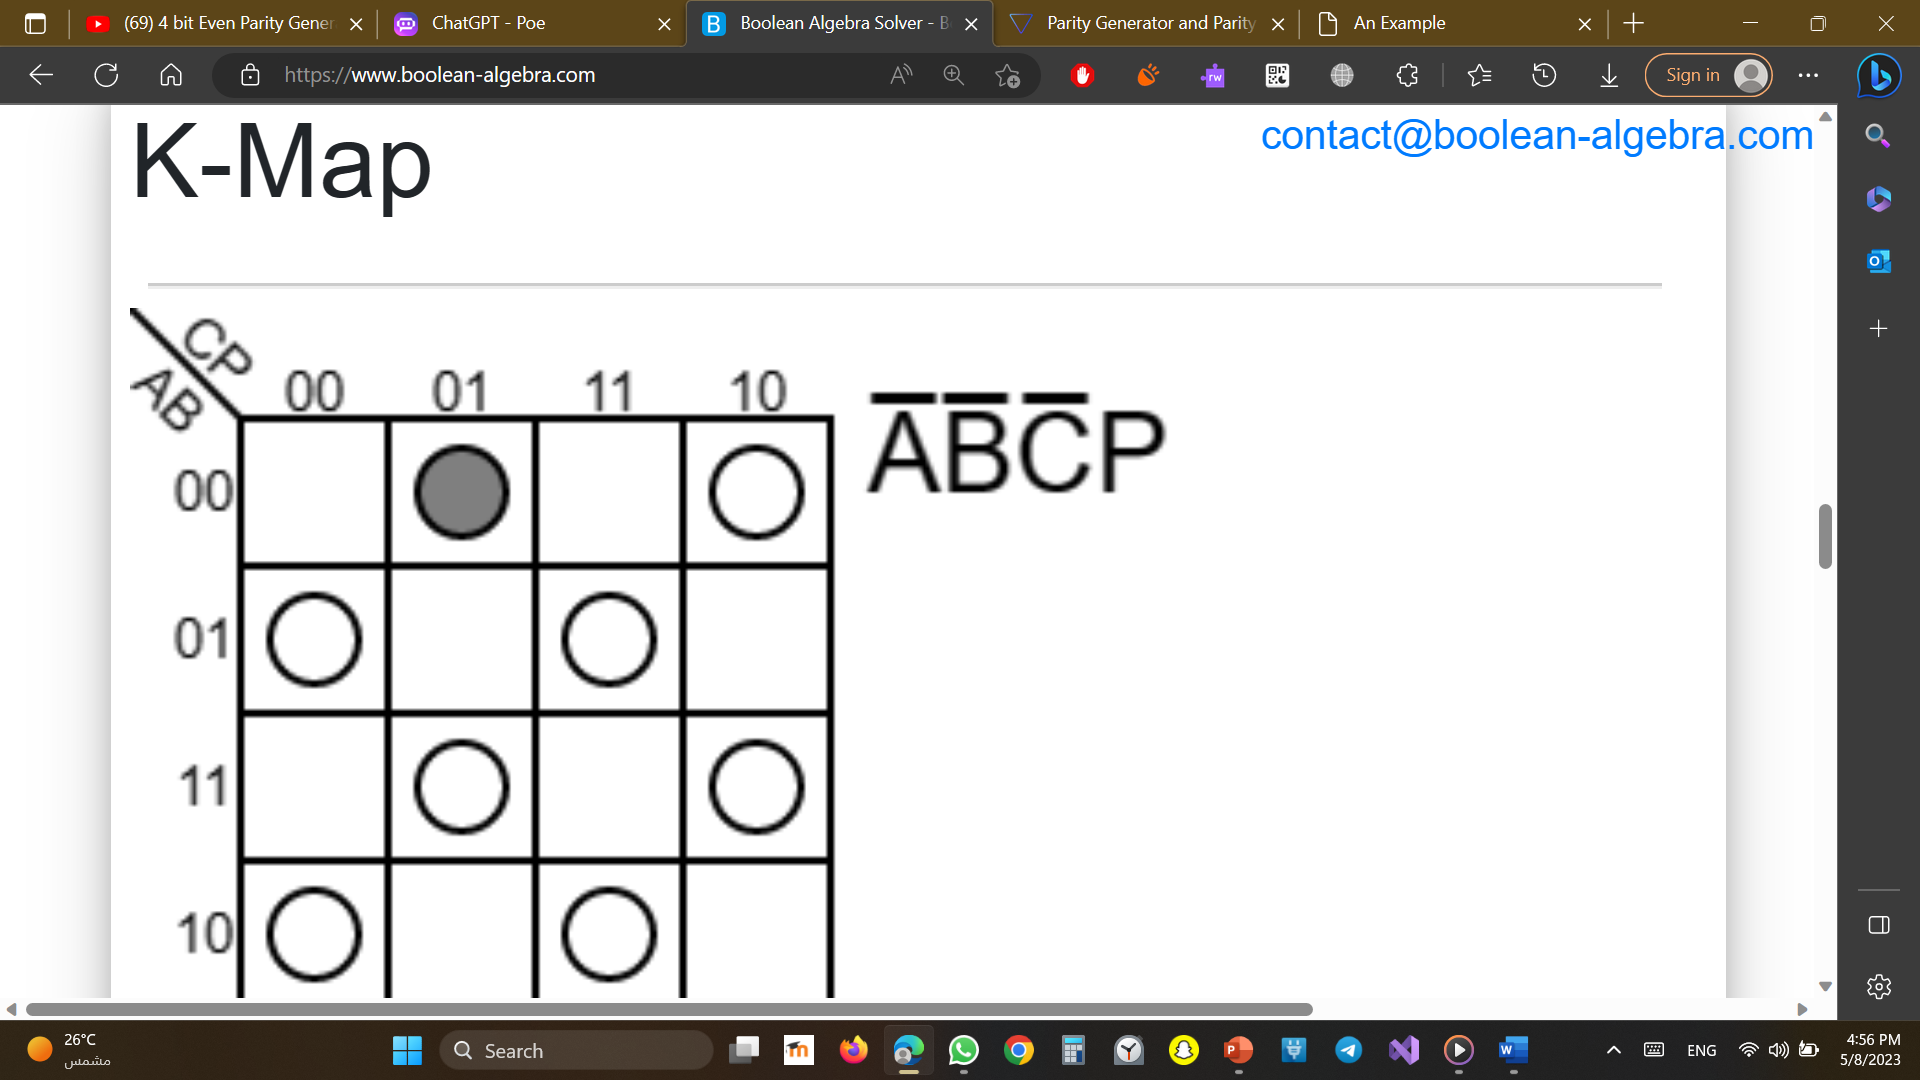 (69) 4 bit Even Parity Gener
ChatGPT - Poe
Boolean Algebra Solver - B
Parity Generator and Parity
An Example
https://www.boolean-algebra.com
Sign in
K-Map
contact@boolean-algebra.com
CP
AB
00 01 11 10
A̅B̅C̅P
00
01
11
10
26°C
مشمس
Search
ENG
4:56 PM
5/8/2023